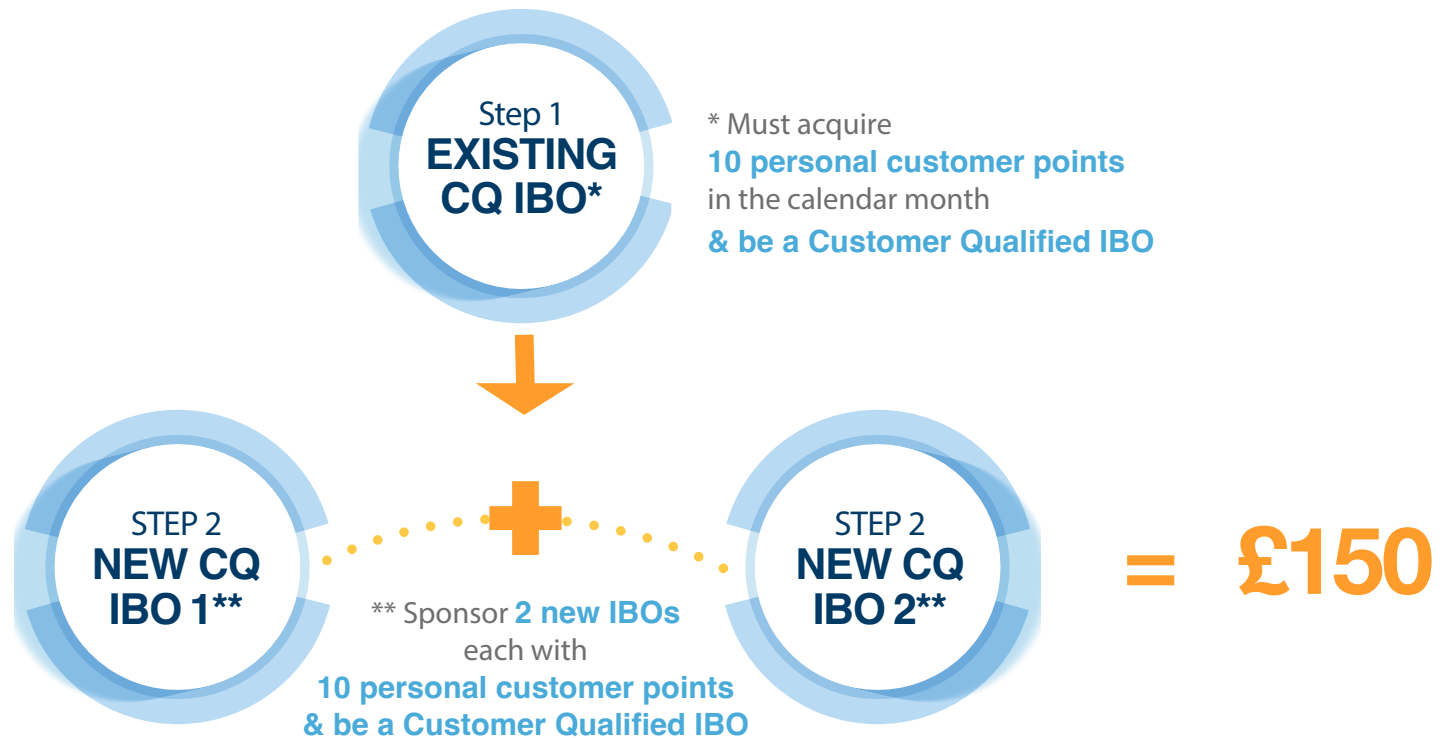 Step 1
EXISTING
CQ IBO*
* Must acquire
10 personal customer points
in the calendar month
& be a Customer Qualified IBO
STEP 2
NEW CQ
IBO 1**
** Sponsor 2 new IBOs
each with
10 personal customer points
& be a Customer Qualified IBO
STEP 2
NEW CQ
IBO 2**
= £150